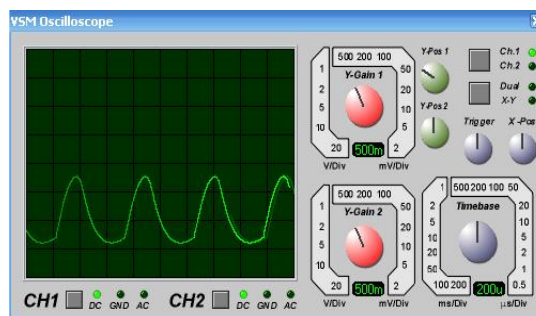 VSM Oscilloscope
500 200 100
1
2
5
10
20
50
20
10
5
2
Y-Gain 1
500m
V/Div
mV/Div
Y-Pos 1
Y-Pos 2
Ch.1
Ch.2
Dual
X-Y
Trigger
X -Pos
500 200 100
1
2
5
10
20
50
20
10
5
2
Y-Gain 2
500m
V/Div
mV/Div
1
500 200 100 50
2
5
10
20
50
100 200
20
10
5
2
1
0.5
Timebase
200u
ms/Div
µs/Div
CH1
DC GND AC
CH2
DC GND AC